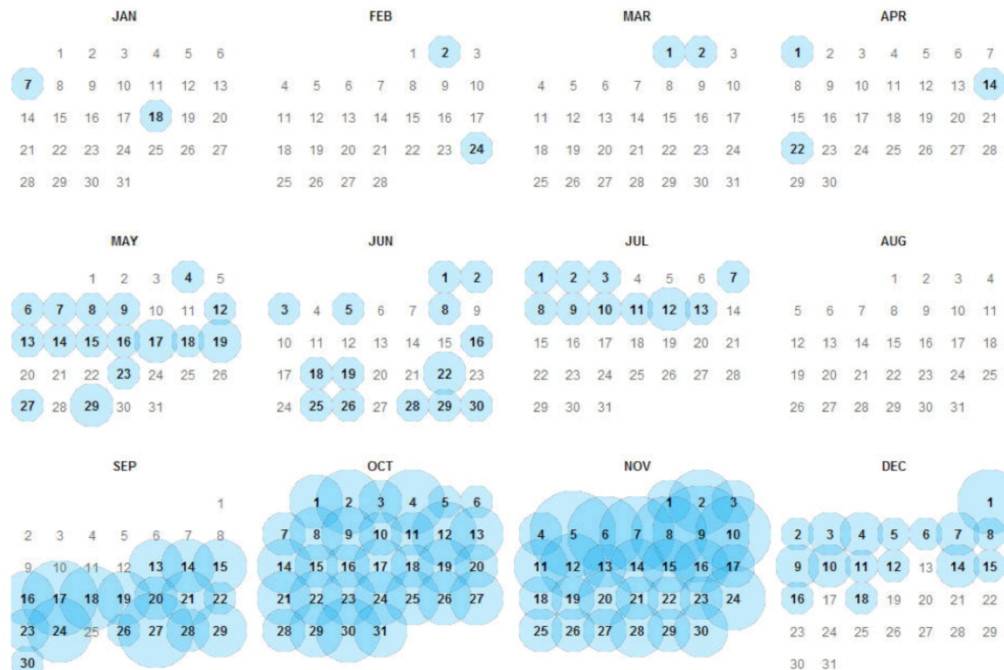 JAN FEB MAR APR
1 2 3 4 5 6 1 2 3 1 2 3 1 2 3 4 5 6 7
7 8 9 10 11 12 13 4 5 6 7 8 9 10 4 5 6 7 8 9 10 8 9 10 11 12 13 14
14 15 16 17 18 19 20 11 12 13 14 15 16 17 11 12 13 14 15 16 17 15 16 17 18 19 20 21
21 22 23 24 25 26 27 18 19 20 21 22 23 24 18 19 20 21 22 23 24 22 23 24 25 26 27 28
28 29 30 31 25 26 27 28 25 26 27 28 29 30 31 29 30
MAY JUN JUL AUG
1 2 3 4 5 1 2 1 2 3 4 5 6 7 1 2 3 4
6 7 8 9 10 11 12 3 4 5 6 7 8 9 8 9 10 11 12 13 14 5 6 7 8 9 10 11
13 14 15 16 17 18 19 10 11 12 13 14 15 16 15 16 17 18 19 20 21 12 13 14 15 16 17 18
20 21 22 23 24 25 26 17 18 19 20 21 22 23 22 23 24 25 26 27 28 19 20 21 22 23 24 25
27 28 29 30 31 24 25 26 27 28 29 30 29 30 31 26 27 28 29 30 31
SEP OCT NOV DEC
1 1 2 3 4 5 6 1 2 3 1
2 3 4 5 6 7 8 7 8 9 10 11 12 13 4 5 6 7 8 9 10 2 3 4 5 6 7 8
9 10 11 12 13 14 15 14 15 16 17 18 19 20 11 12 13 14 15 16 17 9 10 11 12 13 14 15
16 17 18 19 20 21 22 21 22 23 24 25 26 27 18 19 20 21 22 23 24 16 17 18 19 20 21 22
23 24 25 26 27 28 29 28 29 30 31 25 26 27 28 29 30 23 24 25 26 27 28 29
30 30 31